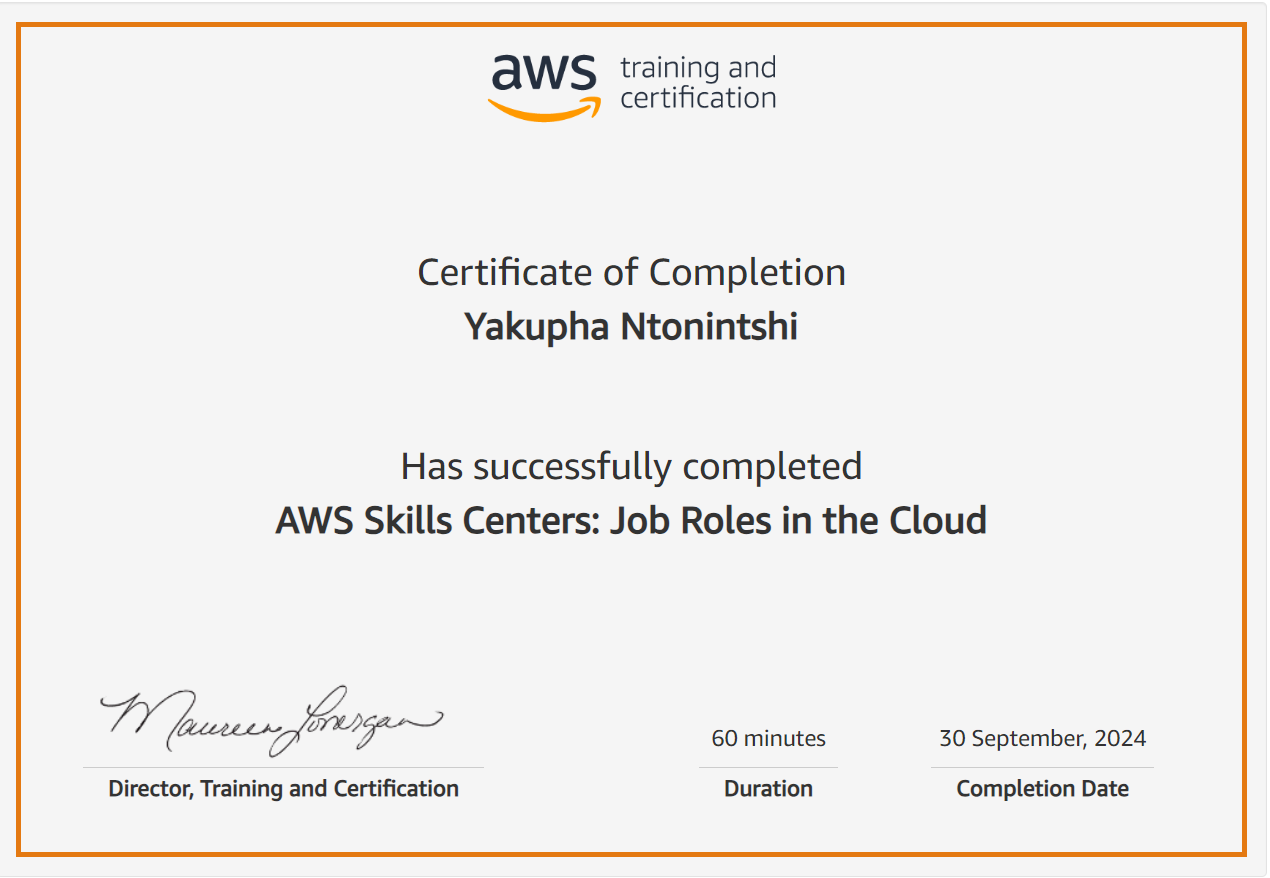 aws training and
certification
Certificate of Completion
Yakupha Ntonintshi
Has successfully completed
AWS Skills Centers: Job Roles in the Cloud
Maureen Lonergan
60 minutes
30 September, 2024
Director, Training and Certification
Duration
Completion Date